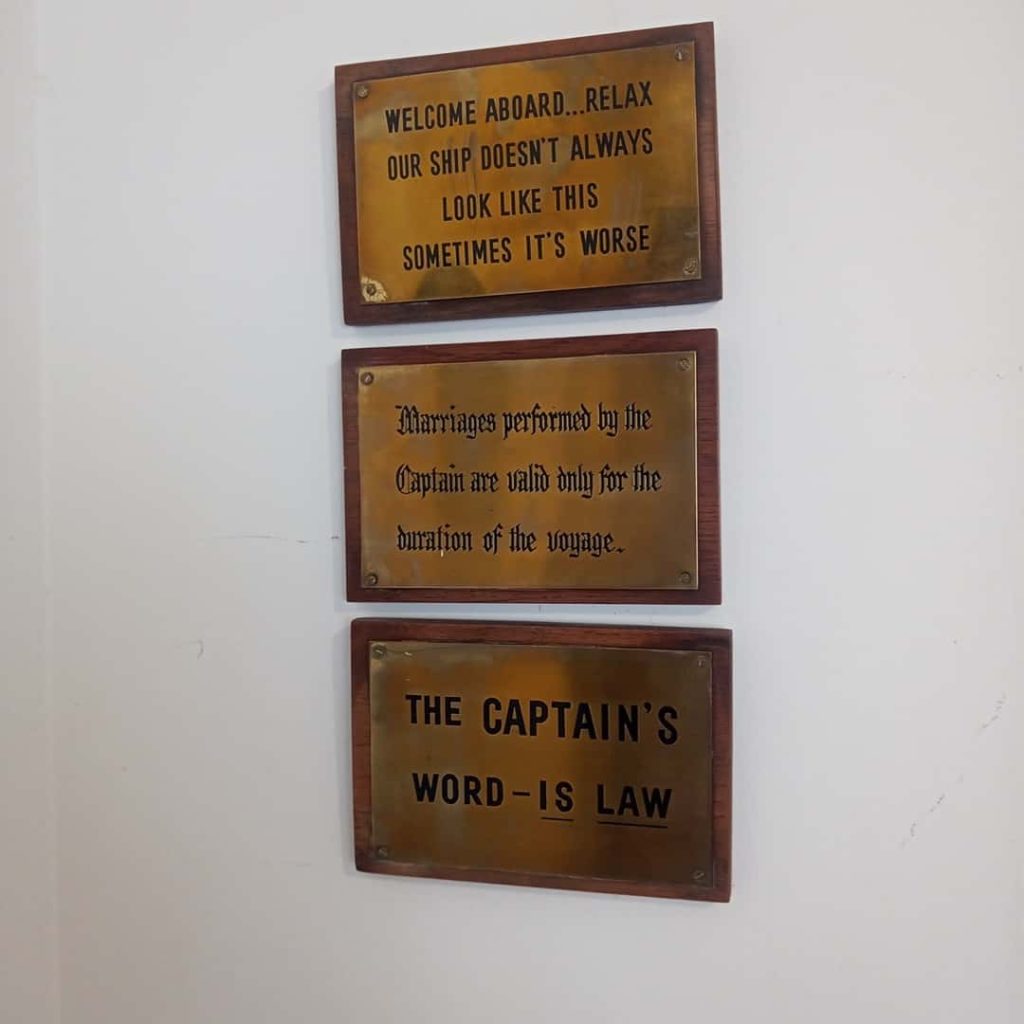 WELCOME ABOARD...RELAX
OUR SHIP DOESN'T ALWAYS
LOOK LIKE THIS
SOMETIMES IT'S WORSE
Marriages performed by the
Captain are valid only for the
duration of the voyage.
THE CAPTAIN'S
WORD-IS LAW